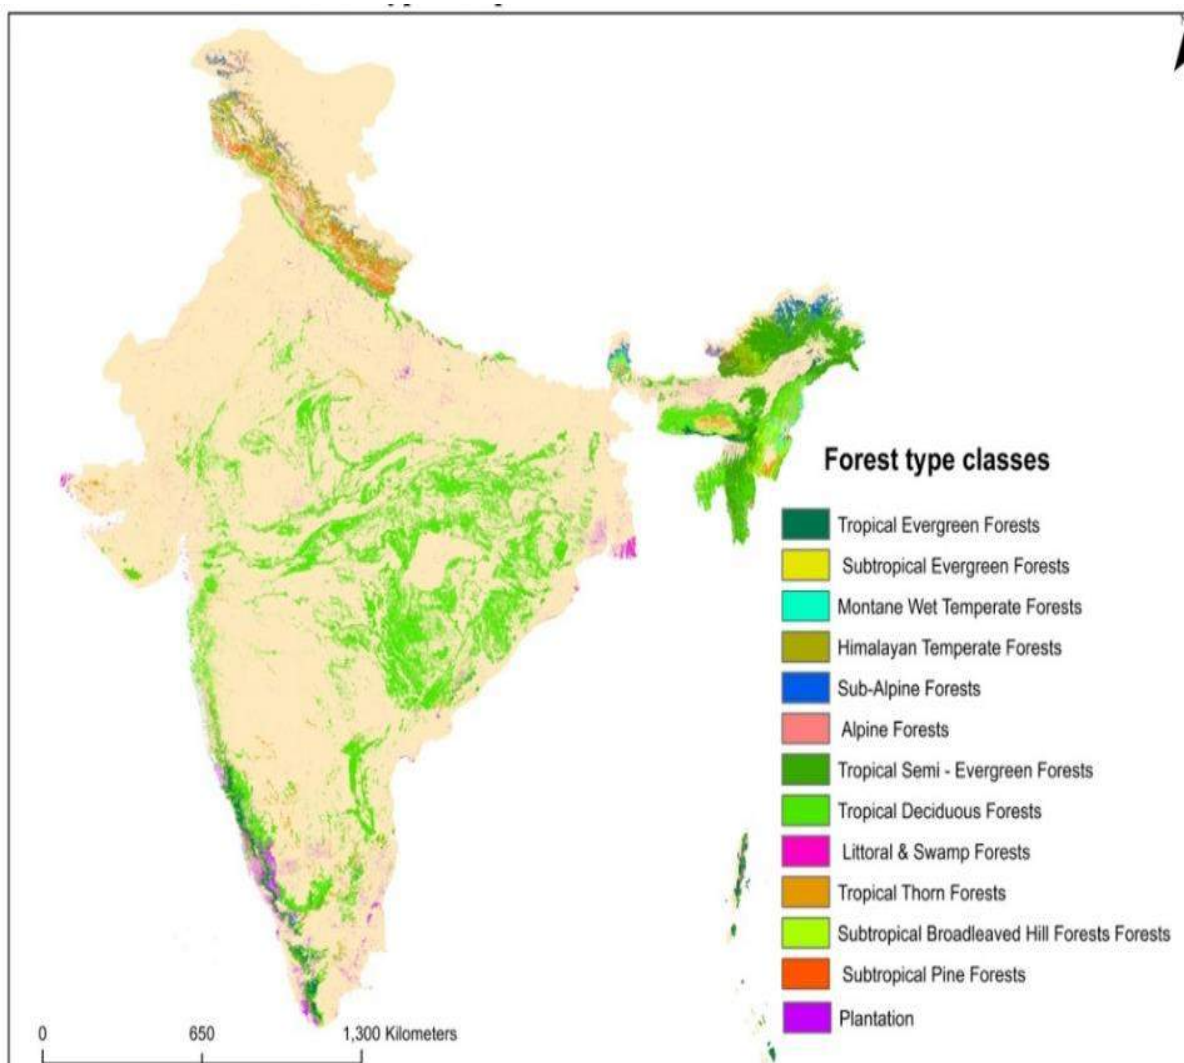 Forest type classes
Tropical Evergreen Forests
Subtropical Evergreen Forests
Montane Wet Temperate Forests
Himalayan Temperate Forests
Sub-Alpine Forests
Alpine Forests
Tropical Semi - Evergreen Forests
Tropical Deciduous Forests
Littoral & Swamp Forests
Tropical Thorn Forests
Subtropical Broadleaved Hill Forests Forests
Subtropical Pine Forests
Plantation
0 650 1,300 Kilometers